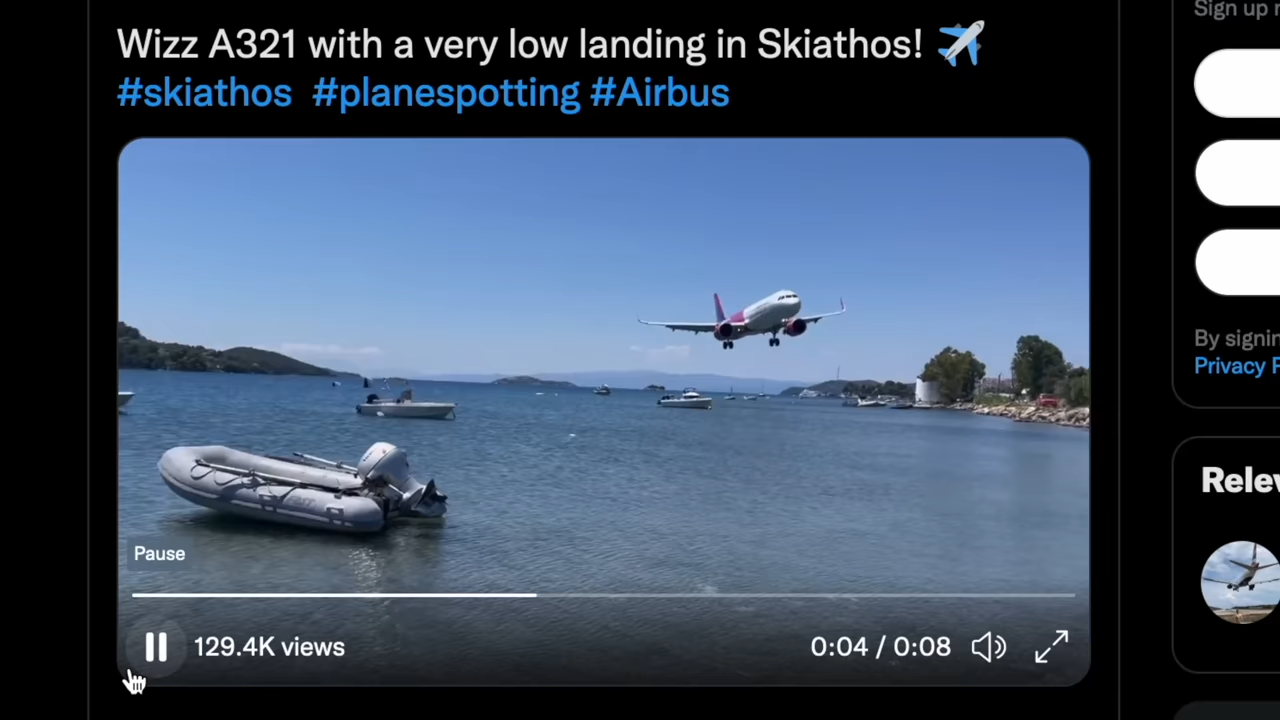 Sign up
Wizz A321 with a very low landing in Skiathos!
#skiathos #planespotting #Airbus
By signin
Privacy
Pause
129.4K views
0:04 / 0:08